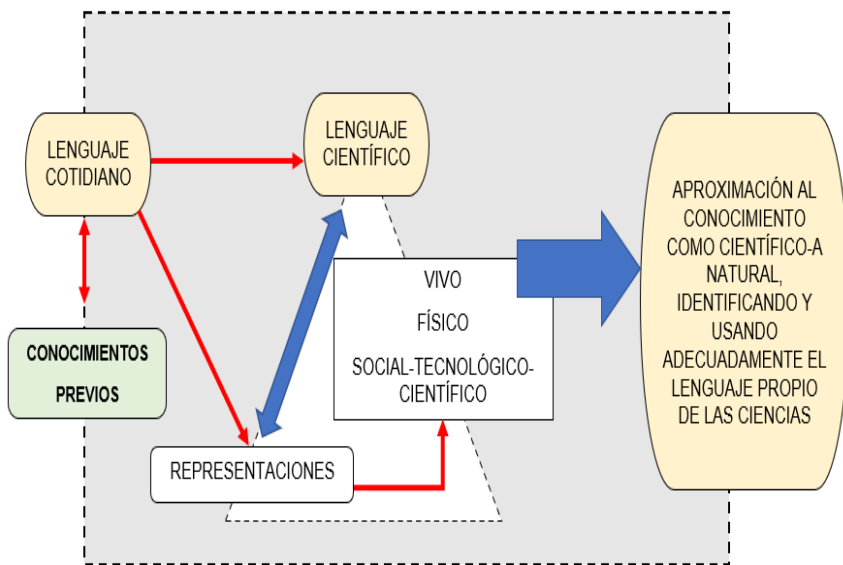 LENGUAJE
COTIDIANO
LENGUAJE
CIENTÍFICO
CONOCIMIENTOS
PREVIOS
REPRESENTACIONES
VIVO
FÍSICO
SOCIAL-TECNOLÓGICO-
CIENTÍFICO
APROXIMACIÓN AL
CONOCIMIENTO
COMO CIENTÍFICO-A
NATURAL,
IDENTIFICANDO Y
USANDO
ADECUADAMENTE EL
LENGUAJE PROPIO
DE LAS CIENCIAS